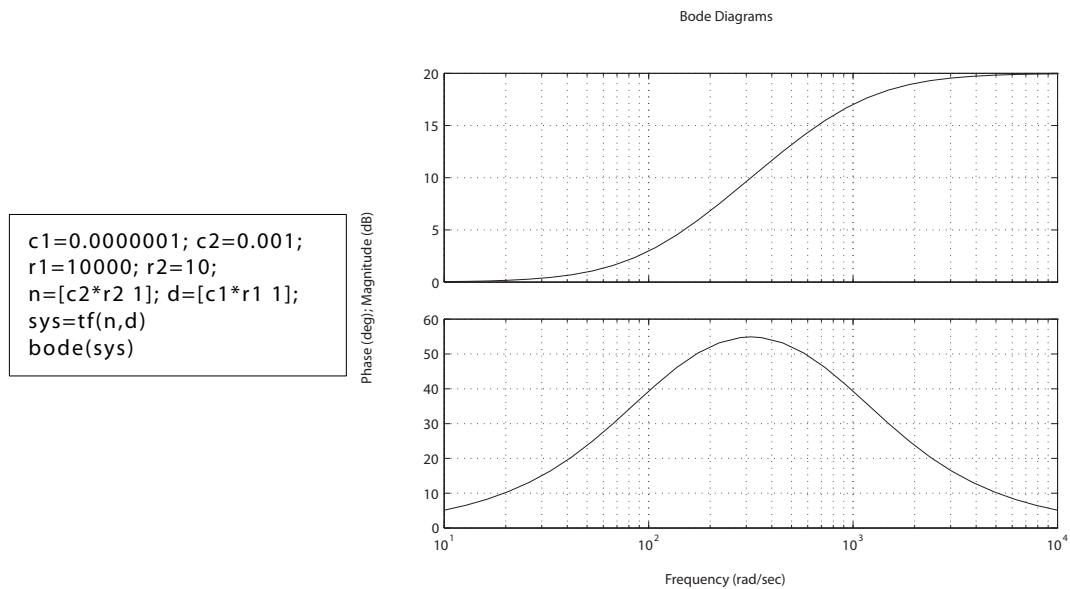 Bode Diagrams
c1=0.0000001; c2=0.001;
r1=10000; r2=10;
n=[c2*r2 1]; d=[c1*r1 1];
sys=tf(n,d)
bode(sys)
Phase (deg); Magnitude (dB)
20
15
10
5
0
60
50
40
30
20
10
0
10¹ 10² 10³ 10⁴
Frequency (rad/sec)